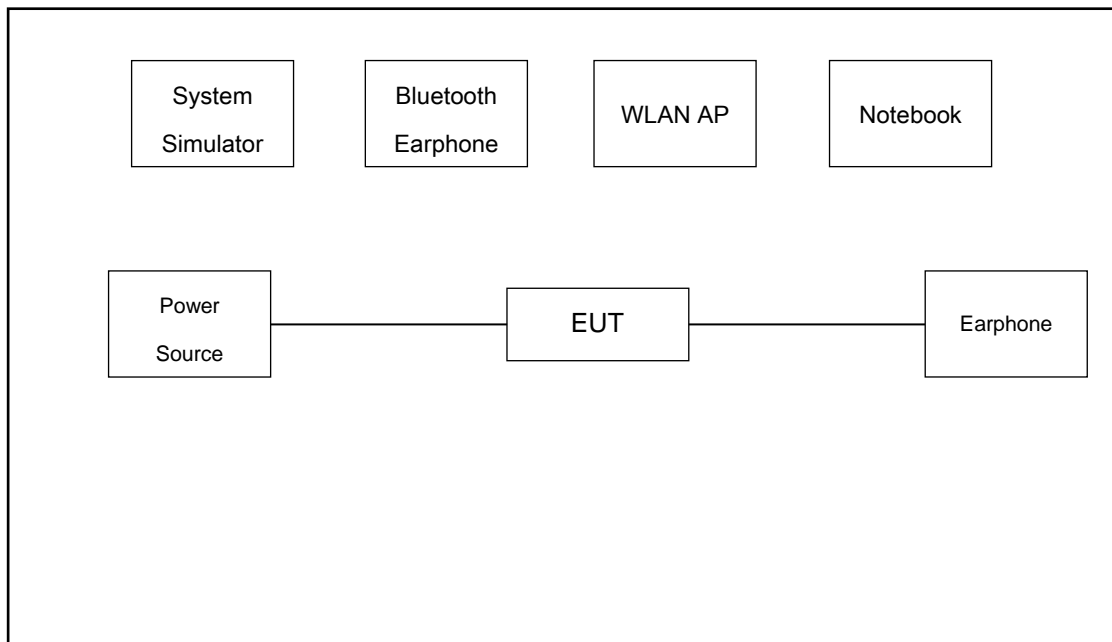 System
Simulator
Bluetooth
Earphone
WLAN AP
Notebook
Power
Source
EUT
Earphone